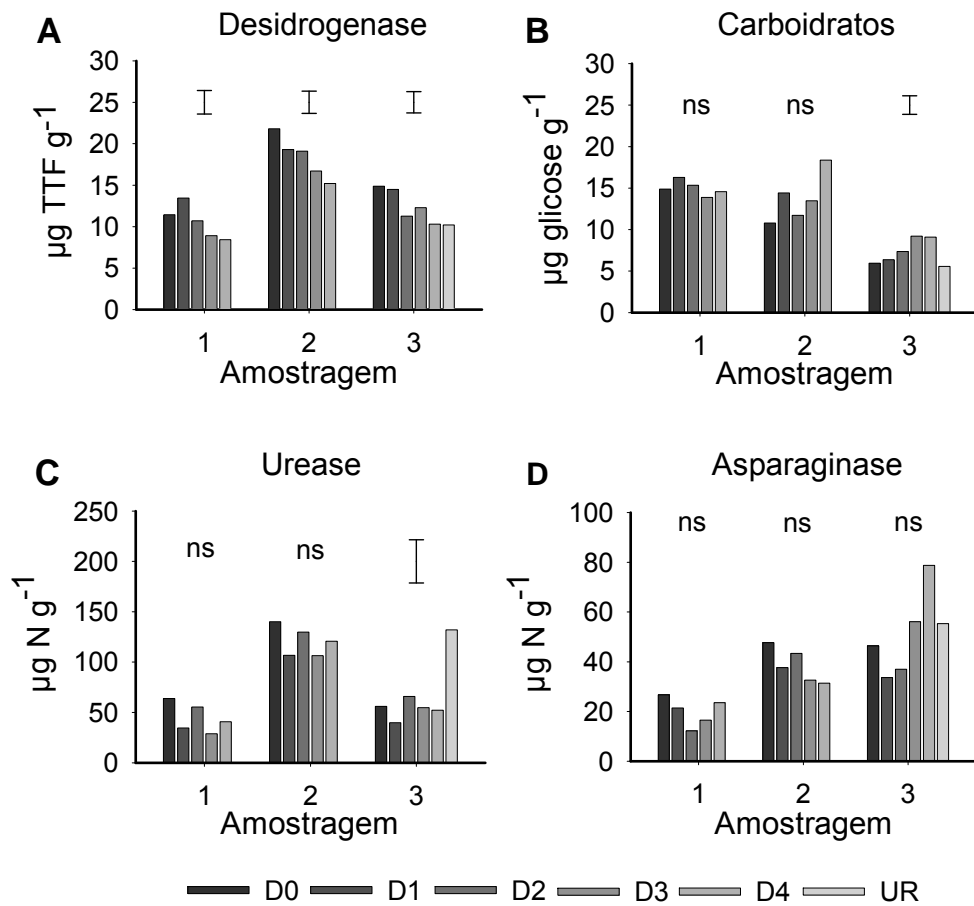 A Desidrogenase
30
25
20
15
10
5
0
µg TTF g-1
1 2 3
Amostragem
B Carboidratos
30
25
20
15
10
5
0
µg glicose g-1
ns ns
1 2 3
Amostragem
C Urease
250
200
150
100
50
0
µg N g-1
ns ns
1 2 3
Amostragem
D Asparaginase
100
80
60
40
20
0
µg N g-1
ns ns ns
1 2 3
Amostragem
D0 D1 D2 D3 D4 UR